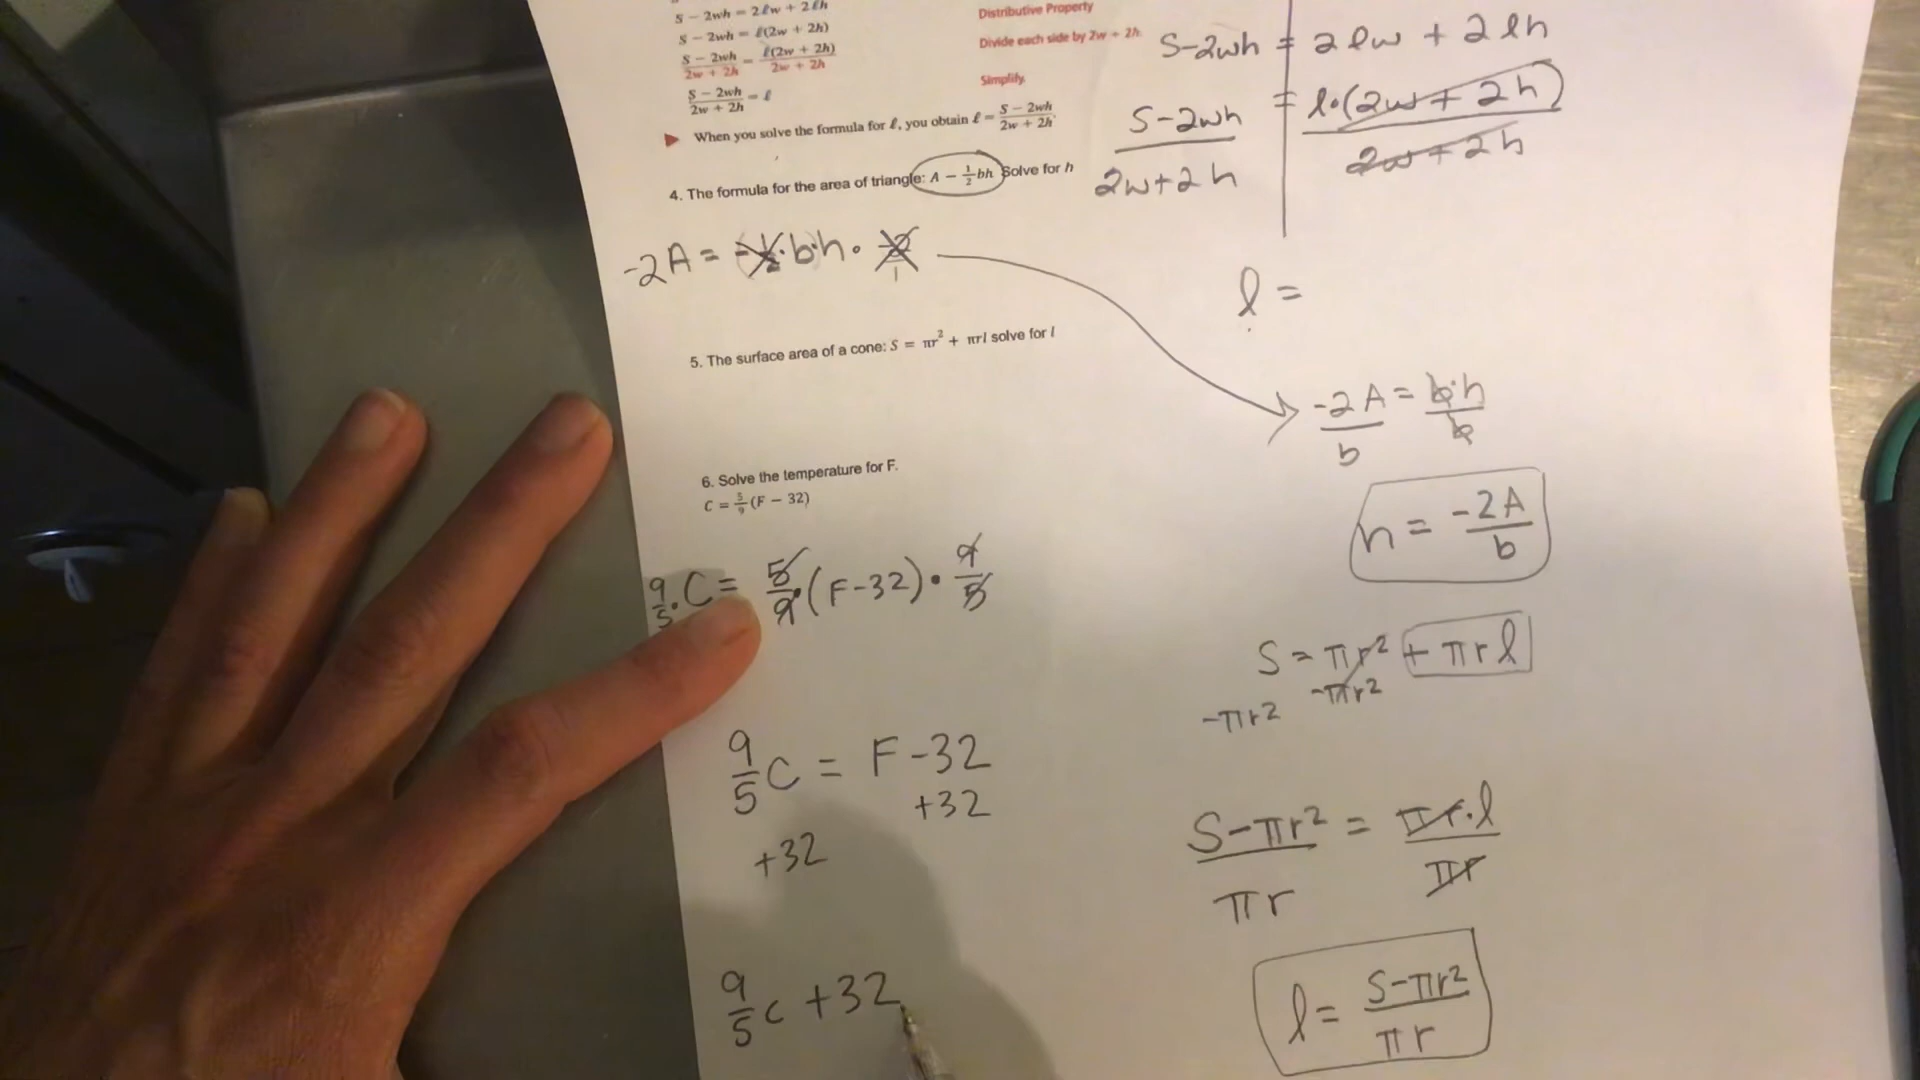 S − 2wh = 2ℓw + 2ℓh
S − 2wh = ℓ(2w + 2h)
Distributive Property
S − 2wh / 2w + 2h = ℓ(2w + 2h) / 2w + 2h
Divide each side by 2w + 2h.
S − 2wh / 2w + 2h = ℓ
Simplify.
When you solve the formula for ℓ, you obtain ℓ = S − 2wh / 2w + 2h.
4. The formula for the area of triangle: A − 1/2 bh Solve for h
-2A = -1/2 · b·h · -2/1
5. The surface area of a cone: S = πr² + πrl solve for l
6. Solve the temperature for F.
C = 5/9 (F − 32)
9/5 · C = 5/9 · (F-32) · 9/5
9/5 C = F -32
+32
+32
9/5 C +32
S-2wh = 2ℓw + 2ℓh
S-2wh / 2w+2h = ℓ·(2w+2h) / 2w+2h
ℓ =
-2A / b = b·h / b
h = -2A / b
S = πr² + πrℓ
-πr² -πr²
S-πr² / πr = πr·ℓ / πr
ℓ = S-πr² / πr